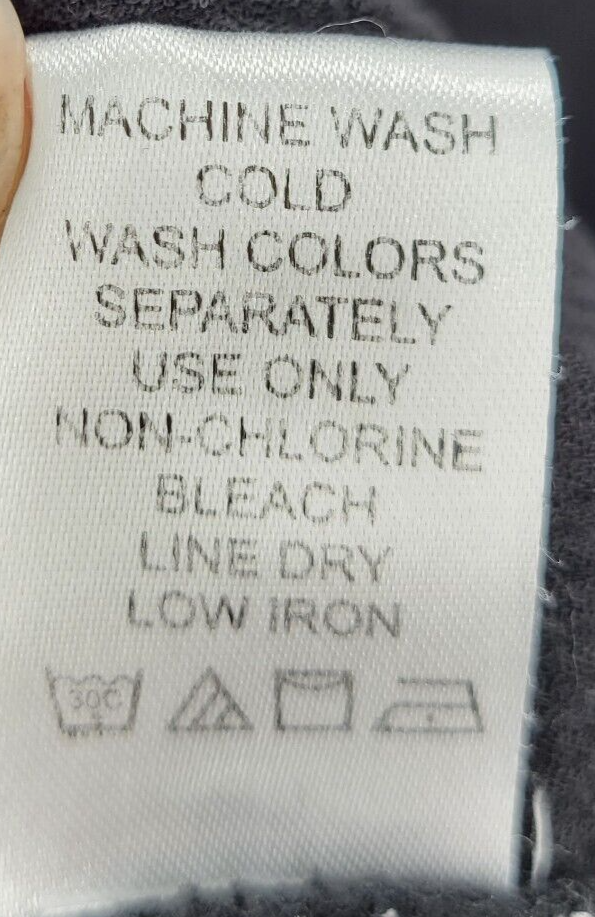 MACHINE WASH
COLD
WASH COLORS
SEPARATELY
USE ONLY
NON-CHLORINE
BLEACH
LINE DRY
LOW IRON
30C